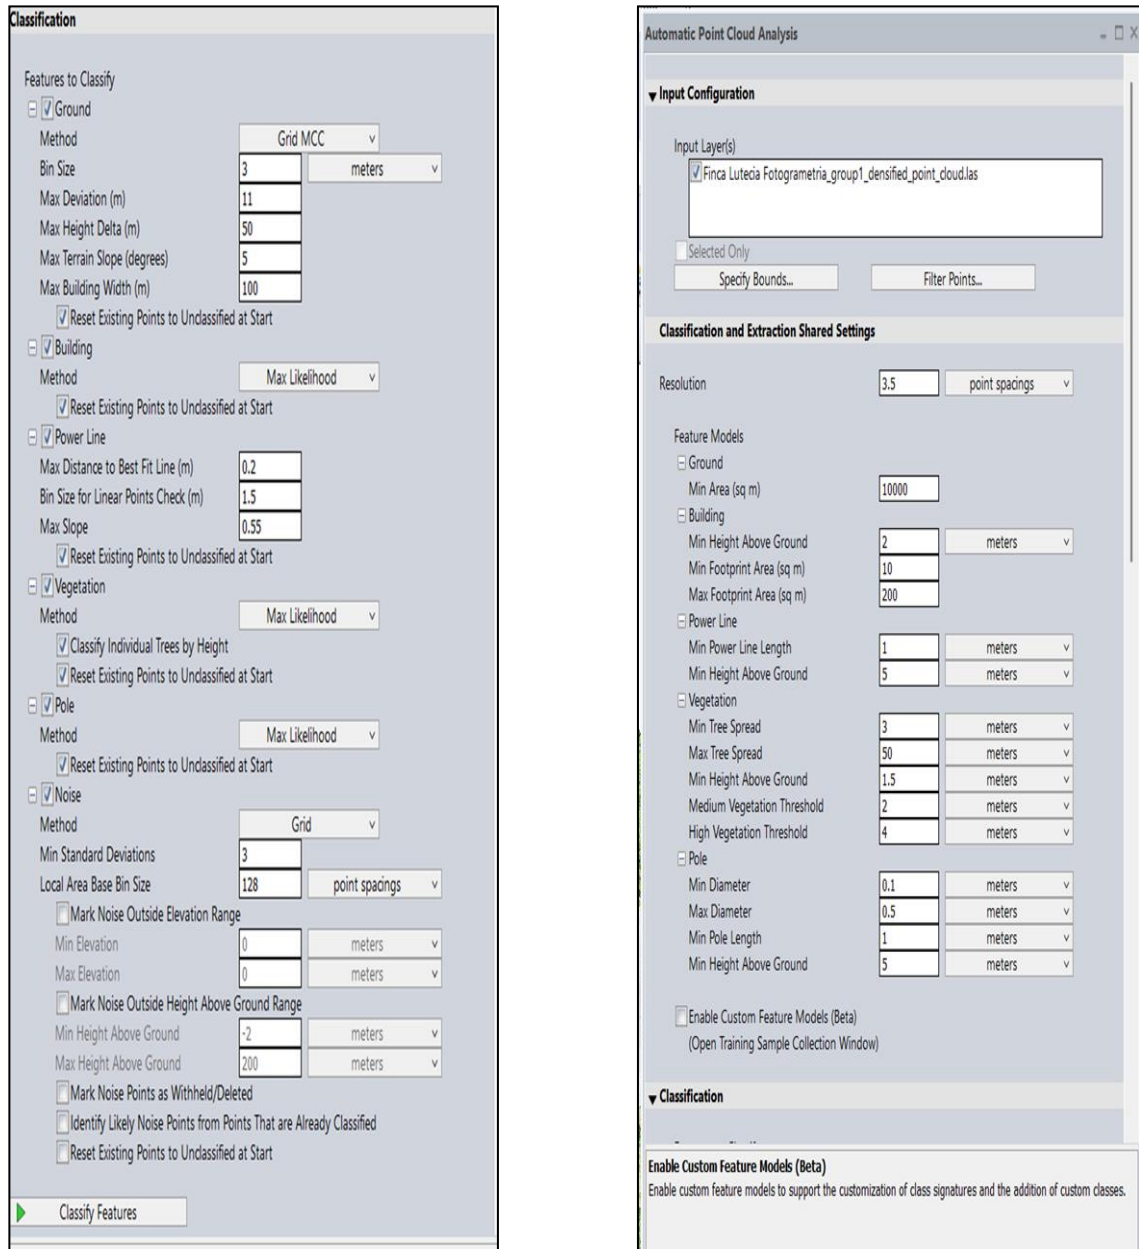 Classification
Features to Classify
Ground
Method Grid MCC
Bin Size 3 meters
Max Deviation (m) 11
Max Height Delta (m) 50
Max Terrain Slope (degrees) 5
Max Building Width (m) 100
Reset Existing Points to Unclassified at Start
Building
Method Max Likelihood
Reset Existing Points to Unclassified at Start
Power Line
Max Distance to Best Fit Line (m) 0.2
Bin Size for Linear Points Check (m) 1.5
Max Slope 0.55
Reset Existing Points to Unclassified at Start
Vegetation
Method Max Likelihood
Classify Individual Trees by Height
Reset Existing Points to Unclassified at Start
Pole
Method Max Likelihood
Reset Existing Points to Unclassified at Start
Noise
Method Grid
Min Standard Deviations 3
Local Area Base Bin Size 128 point spacings
Mark Noise Outside Elevation Range
Min Elevation 0 meters
Max Elevation 0 meters
Mark Noise Outside Height Above Ground Range
Min Height Above Ground -2 meters
Max Height Above Ground 200 meters
Mark Noise Points as Withheld/Deleted
Identify Likely Noise Points from Points That are Already Classified
Reset Existing Points to Unclassified at Start
Classify Features
Automatic Point Cloud Analysis
Input Configuration
Input Layer(s)
Finca Lutecia Fotogrametria_group1_densified_point_cloud.las
Selected Only
Specify Bounds... Filter Points...
Classification and Extraction Shared Settings
Resolution 3.5 point spacings
Feature Models
Ground
Min Area (sq m) 10000
Building
Min Height Above Ground 2 meters
Min Footprint Area (sq m) 10
Max Footprint Area (sq m) 200
Power Line
Min Power Line Length 1 meters
Min Height Above Ground 5 meters
Vegetation
Min Tree Spread 3 meters
Max Tree Spread 50 meters
Min Height Above Ground 1.5 meters
Medium Vegetation Threshold 2 meters
High Vegetation Threshold 4 meters
Pole
Min Diameter 0.1 meters
Max Diameter 0.5 meters
Min Pole Length 1 meters
Min Height Above Ground 5 meters
Enable Custom Feature Models (Beta)
(Open Training Sample Collection Window)
Classification
Enable Custom Feature Models (Beta)
Enable custom feature models to support the customization of class signatures and the addition of custom classes.